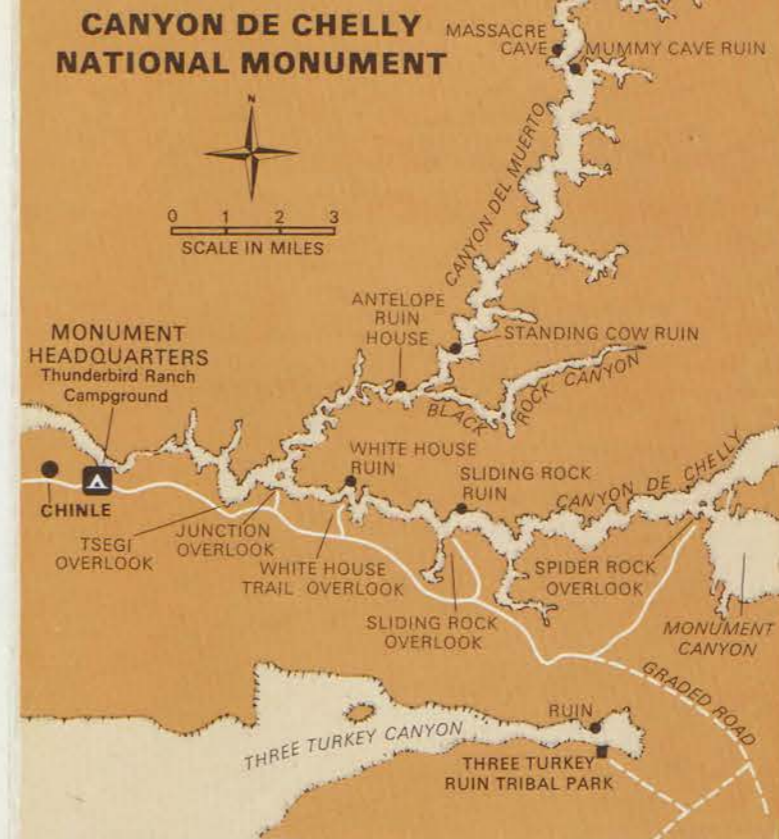 CANYON DE CHELLY
NATIONAL MONUMENT
MASSACRE
CAVE
MUMMY CAVE RUIN
N
0 1 2 3
SCALE IN MILES
CANYON DEL MUERTO
ANTELOPE
RUIN
HOUSE
STANDING COW RUIN
BLACK ROCK CANYON
MONUMENT
HEADQUARTERS
Thunderbird Ranch
Campground
CHINLE
WHITE HOUSE
RUIN
SLIDING ROCK
RUIN
CANYON DE CHELLY
TSEGI
OVERLOOK
JUNCTION
OVERLOOK
WHITE HOUSE
TRAIL OVERLOOK
SPIDER ROCK
OVERLOOK
SLIDING ROCK
OVERLOOK
MONUMENT
CANYON
GRADED ROAD
RUIN
THREE TURKEY CANYON
THREE TURKEY
RUIN TRIBAL PARK